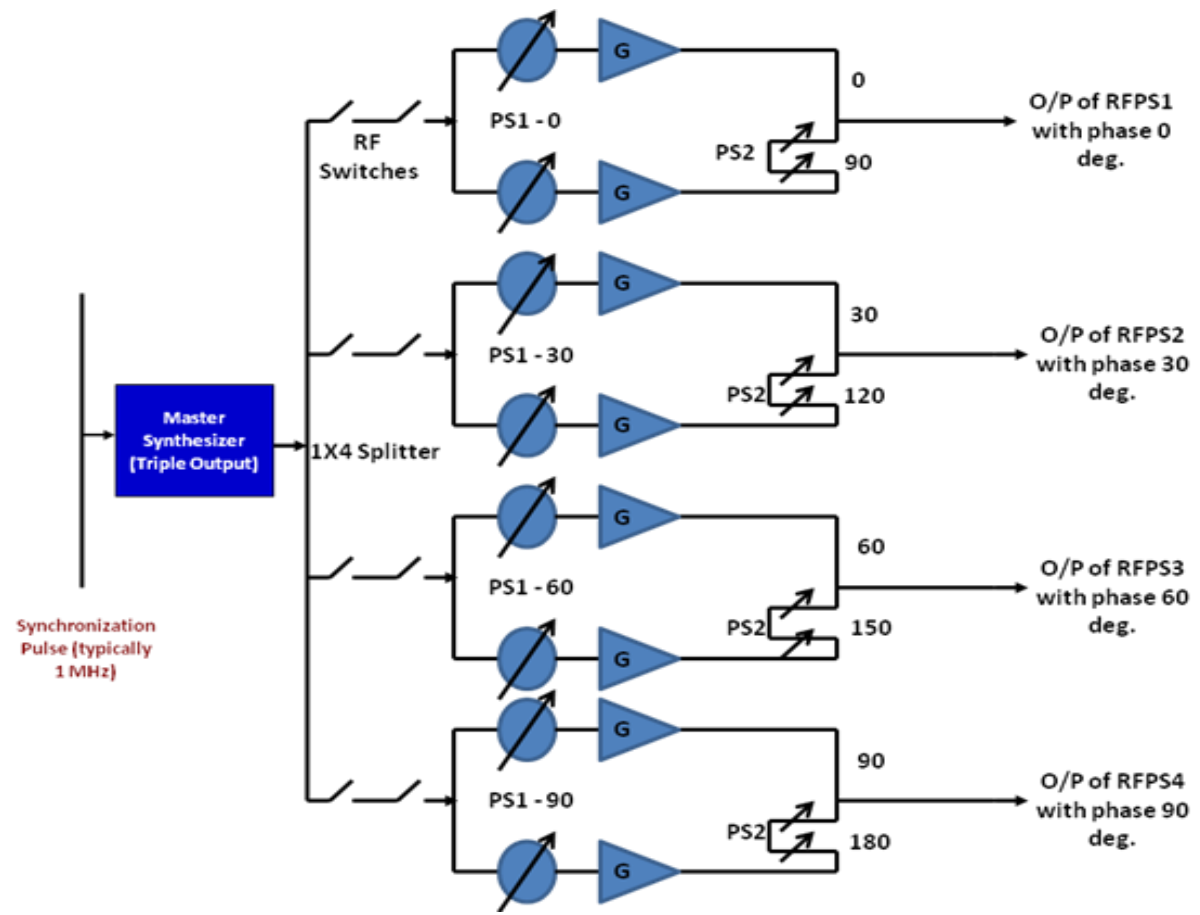 G
0
O/P of RFPS1
with phase 0
deg.
RF
Switches
PS1 - 0
PS2
90
G
G
30
O/P of RFPS2
with phase 30
deg.
PS1 - 30
PS2
120
G
Master
Synthesizer
(Triple Output)
1X4 Splitter
G
60
O/P of RFPS3
with phase 60
deg.
PS1 - 60
PS2
150
G
Synchronization
Pulse (typically
1 MHz)
G
90
O/P of RFPS4
with phase 90
deg.
PS1 - 90
PS2
180
G